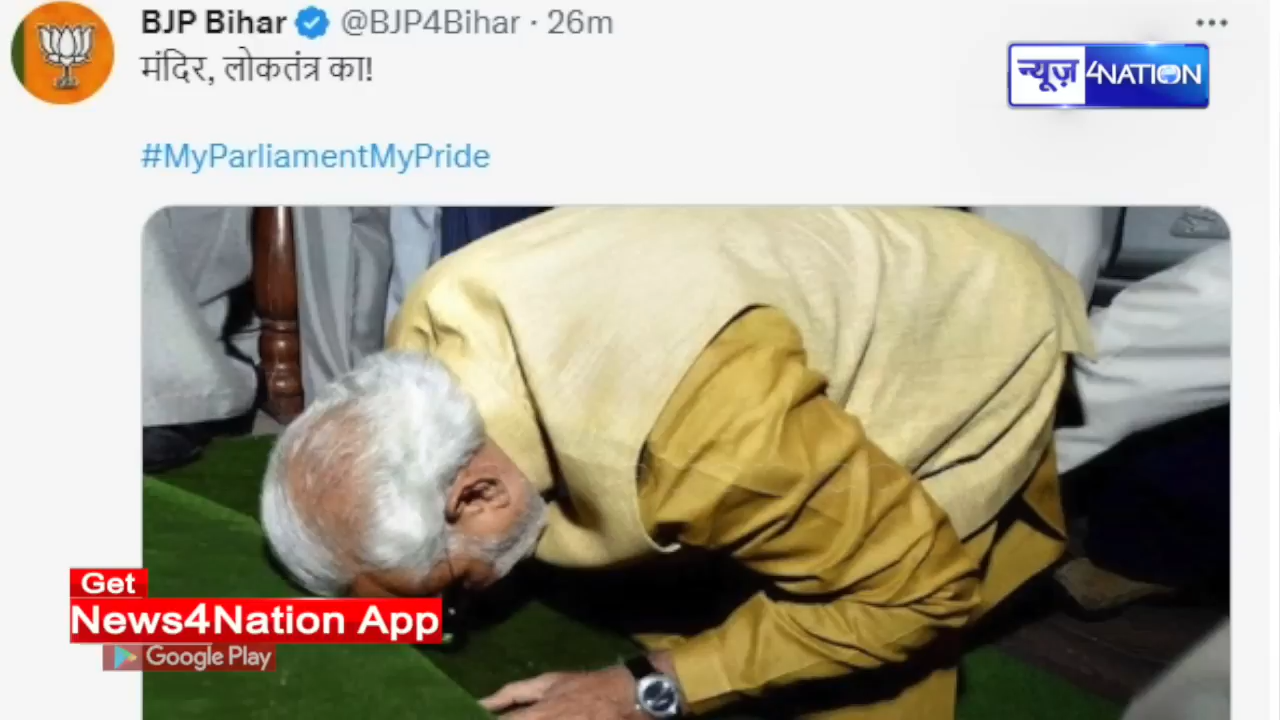 BJP Bihar @BJP4Bihar · 26m
मंदिर, लोकतंत्र का!
न्यूज़ 4NATION
#MyParliamentMyPride
Get
News4Nation App
Google Play